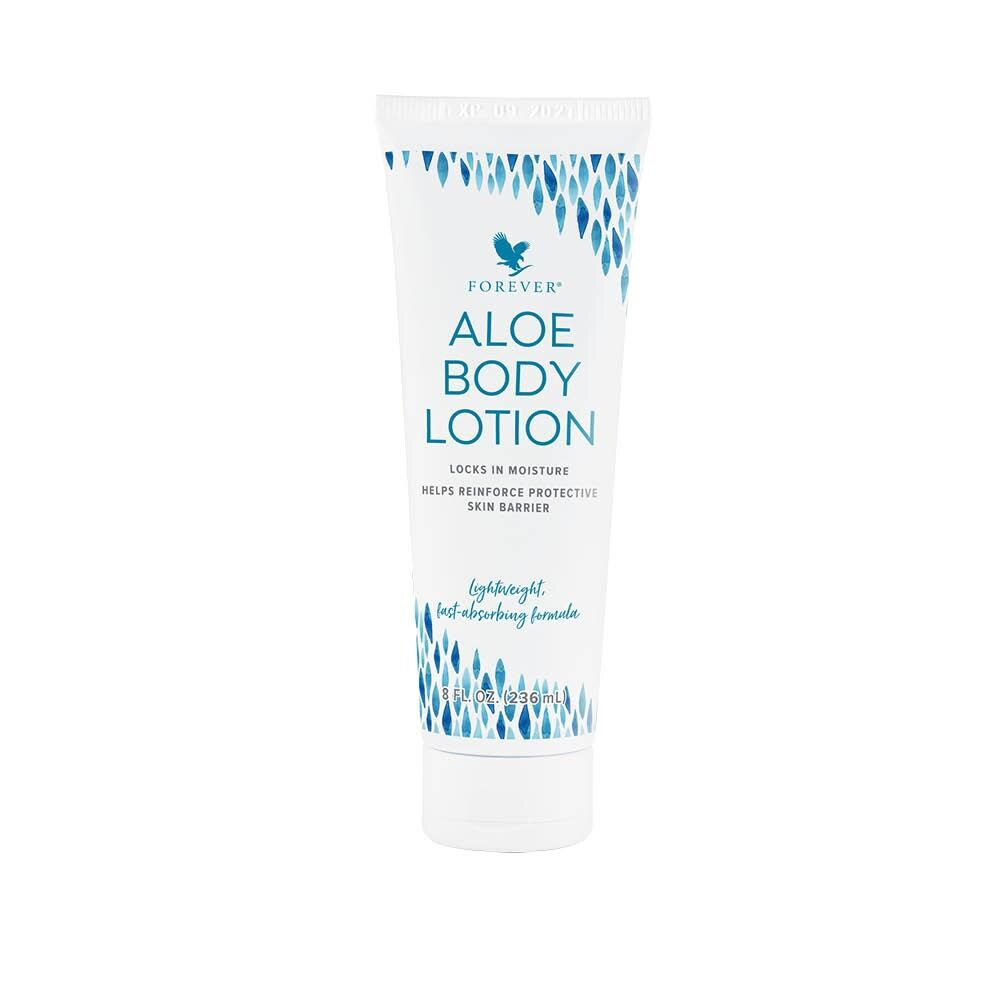 EXP 09 2021
FOREVER®
ALOE
BODY
LOTION
LOCKS IN MOISTURE
HELPS REINFORCE PROTECTIVE
SKIN BARRIER
Lightweight,
fast-absorbing formula
8 FL. OZ. (236 mL)